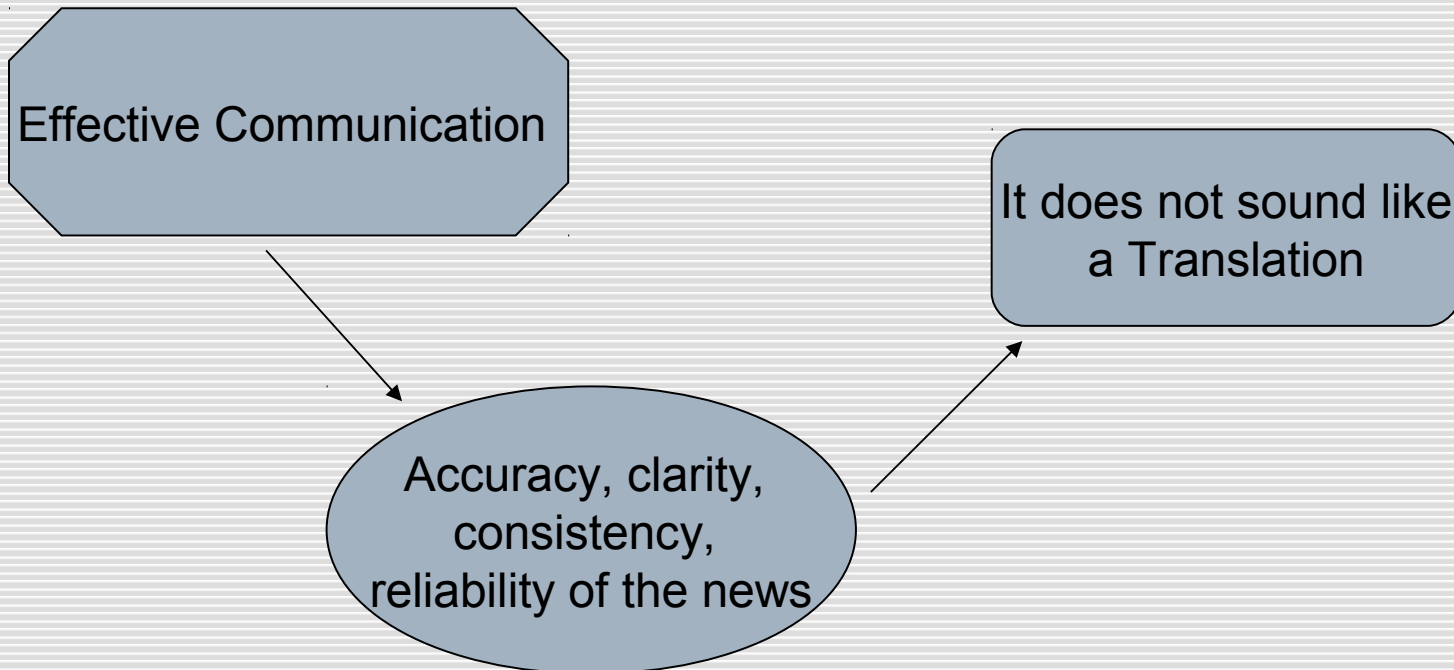 Effective Communication
Accuracy, clarity,
consistency,
reliability of the news
It does not sound like
a Translation